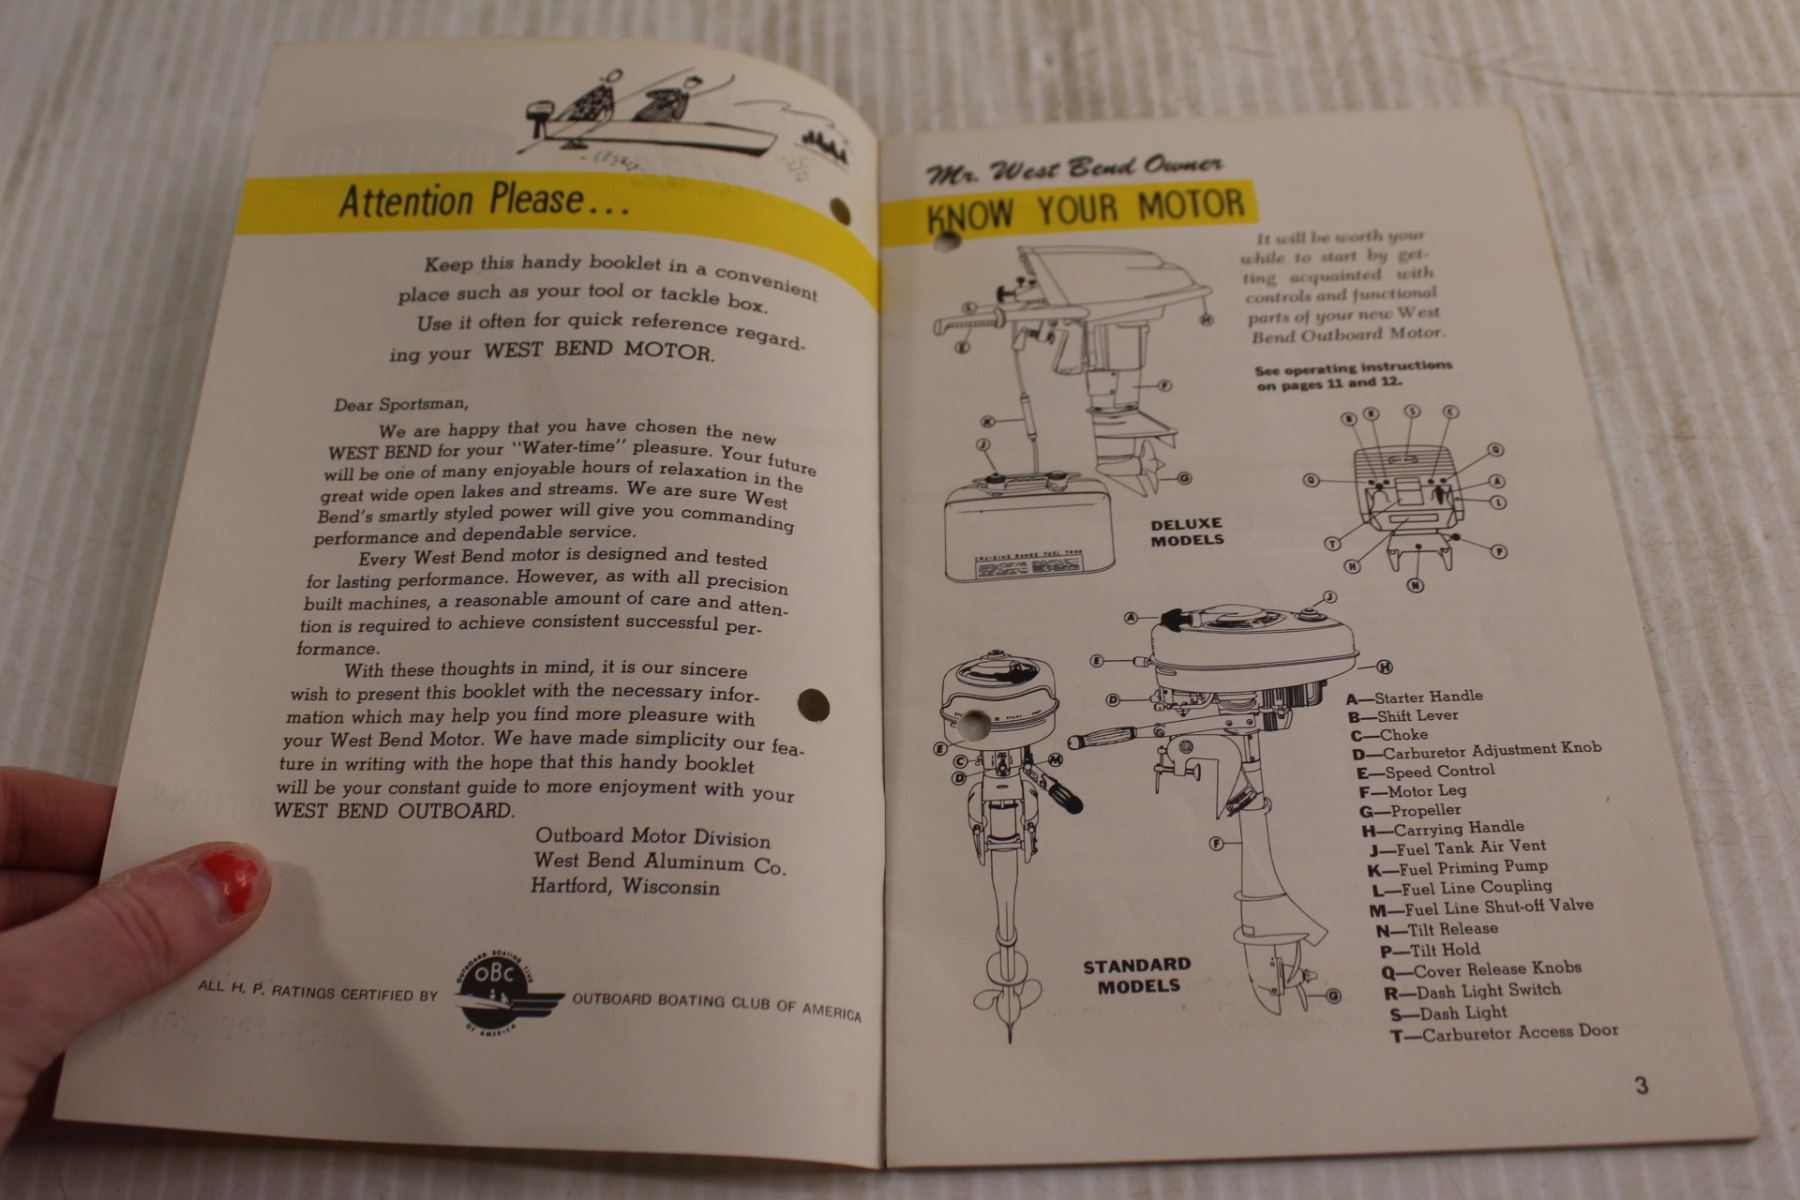 Attention Please...
Keep this handy booklet in a convenient
place such as your tool or tackle box.
Use it often for quick reference regard-
ing your WEST BEND MOTOR.
Dear Sportsman,
We are happy that you have chosen the new
WEST BEND for your "Water-time" pleasure. Your future
will be one of many enjoyable hours of relaxation in the
great wide open lakes and streams. We are sure West
Bend's smartly styled power will give you commanding
performance and dependable service.
Every West Bend motor is designed and tested
for lasting performance. However, as with all precision
built machines, a reasonable amount of care and atten-
tion is required to achieve consistent successful per-
formance.
With these thoughts in mind, it is our sincere
wish to present this booklet with the necessary infor-
mation which may help you find more pleasure with
your West Bend Motor. We have made simplicity our fea-
ture in writing with the hope that this handy booklet
will be your constant guide to more enjoyment with your
WEST BEND OUTBOARD.
Outboard Motor Division
West Bend Aluminum Co.
Hartford, Wisconsin
ALL H. P. RATINGS CERTIFIED BY
OUTBOARD BOATING CLUB
OBC
OF AMERICA
OUTBOARD BOATING CLUB OF AMERICA
Mr. West Bend Owner
KNOW YOUR MOTOR
It will be worth your
while to start by get-
ting acquainted with
controls and functional
parts of your new West
Bend Outboard Motor.
See operating instructions
on pages 11 and 12.
L
H
E
F
K
J
G
CRUISING RANGE FUEL TANK
DELUXE
MODELS
S
C
Q
Q
A
L
T
P
H
N
A
J
E
H
D
E
C
M
D
F
G
STANDARD
MODELS
A—Starter Handle
B—Shift Lever
C—Choke
D—Carburetor Adjustment Knob
E—Speed Control
F—Motor Leg
G—Propeller
H—Carrying Handle
J—Fuel Tank Air Vent
K—Fuel Priming Pump
L—Fuel Line Coupling
M—Fuel Line Shut-off Valve
N—Tilt Release
P—Tilt Hold
Q—Cover Release Knobs
R—Dash Light Switch
S—Dash Light
T—Carburetor Access Door
3